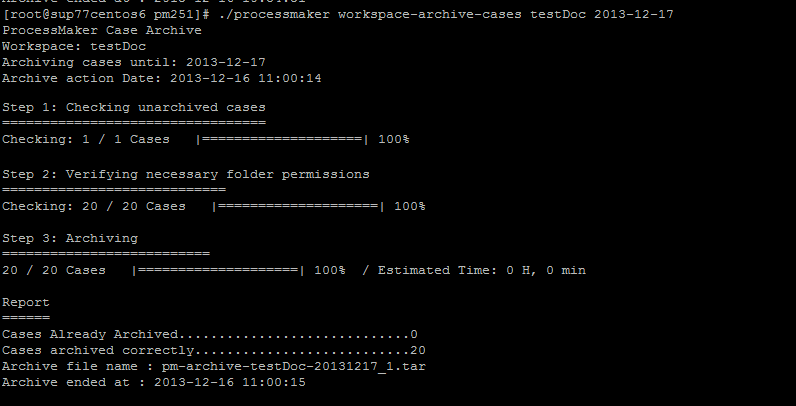 [root@sup77centos6 pm251]# ./processmaker workspace-archive-cases testDoc 2013-12-17
ProcessMaker Case Archive
Workspace: testDoc
Archiving cases until: 2013-12-17
Archive action Date: 2013-12-16 11:00:14
Step 1: Checking unarchived cases
=================================
Checking: 1 / 1 Cases   |====================| 100%
Step 2: Verifying necessary folder permissions
============================
Checking: 20 / 20 Cases   |====================| 100%
Step 3: Archiving
==========================
20 / 20 Cases   |====================| 100%  / Estimated Time: 0 H, 0 min
Report
======
Cases Already Archived.............................0
Cases archived correctly...........................20
Archive file name : pm-archive-testDoc-20131217_1.tar
Archive ended at : 2013-12-16 11:00:15